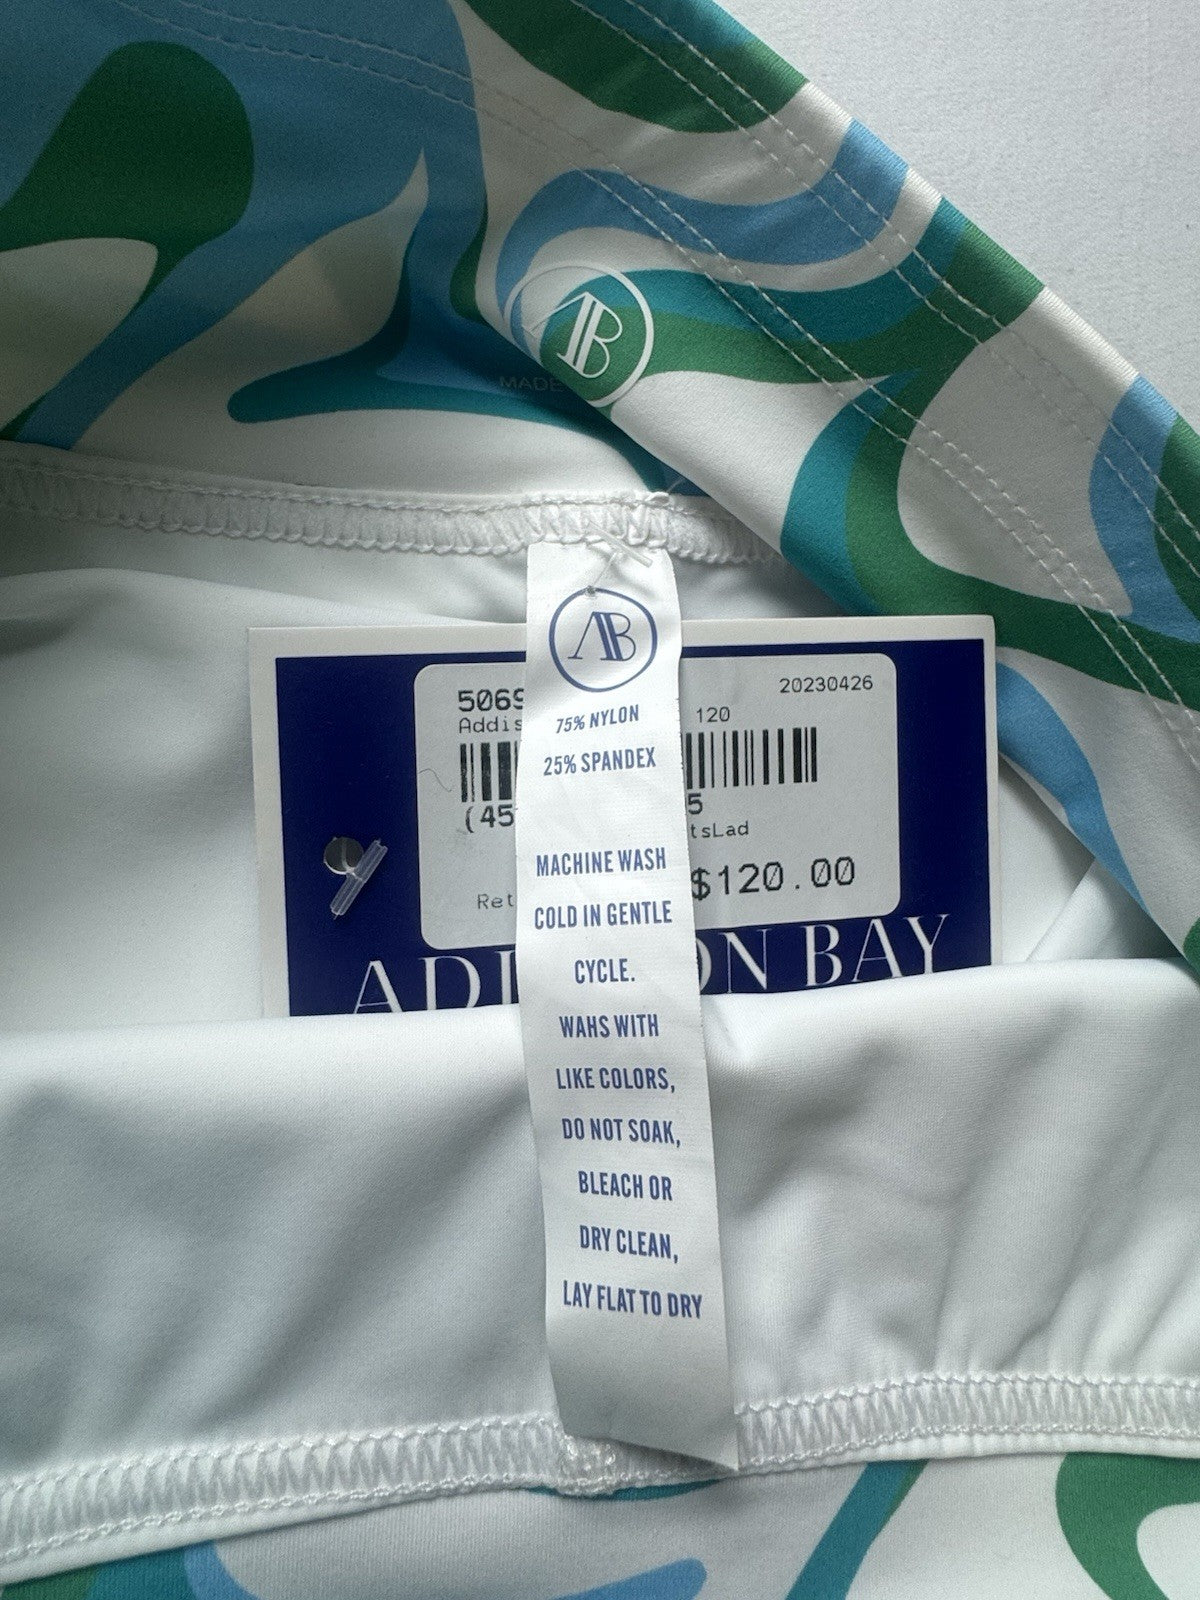 AB
MADE
AB
75% NYLON
25% SPANDEX
MACHINE WASH
COLD IN GENTLE
CYCLE.
WAHS WITH
LIKE COLORS,
DO NOT SOAK,
BLEACH OR
DRY CLEAN,
LAY FLAT TO DRY
5069 20230426
Addis 120
(45 5
tsLad
Ret $120.00
ADI ON BAY